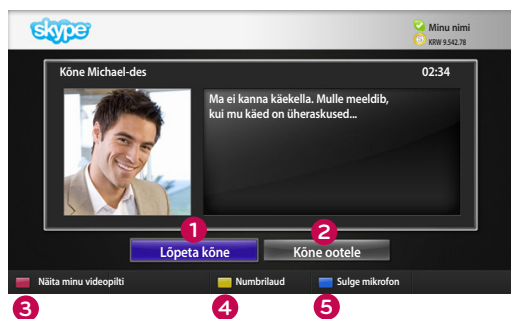 skype
Minu nimi
KRW 9.542.78
Kõne Michael-des
02:34
Ma ei kanna käekella. Mulle meeldib,
kui mu käed on üheraskused...
1
2
Lõpeta kõne
Kõne ootele
Näita minu videopilti
Numbrilaud
Sulge mikrofon
3
4
5